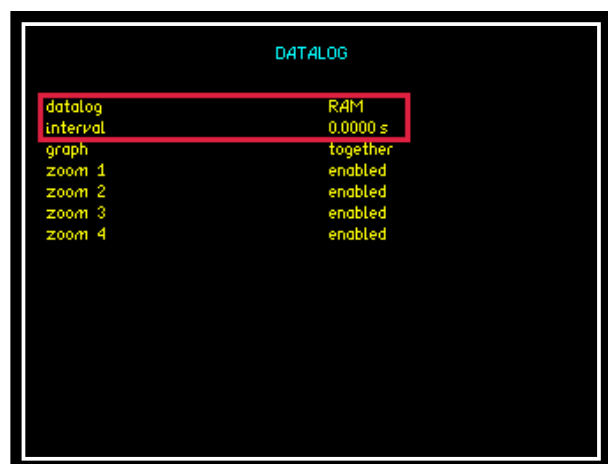 DATALOG
datalog RAM
interval 0.0000 s
graph together
zoom 1 enabled
zoom 2 enabled
zoom 3 enabled
zoom 4 enabled